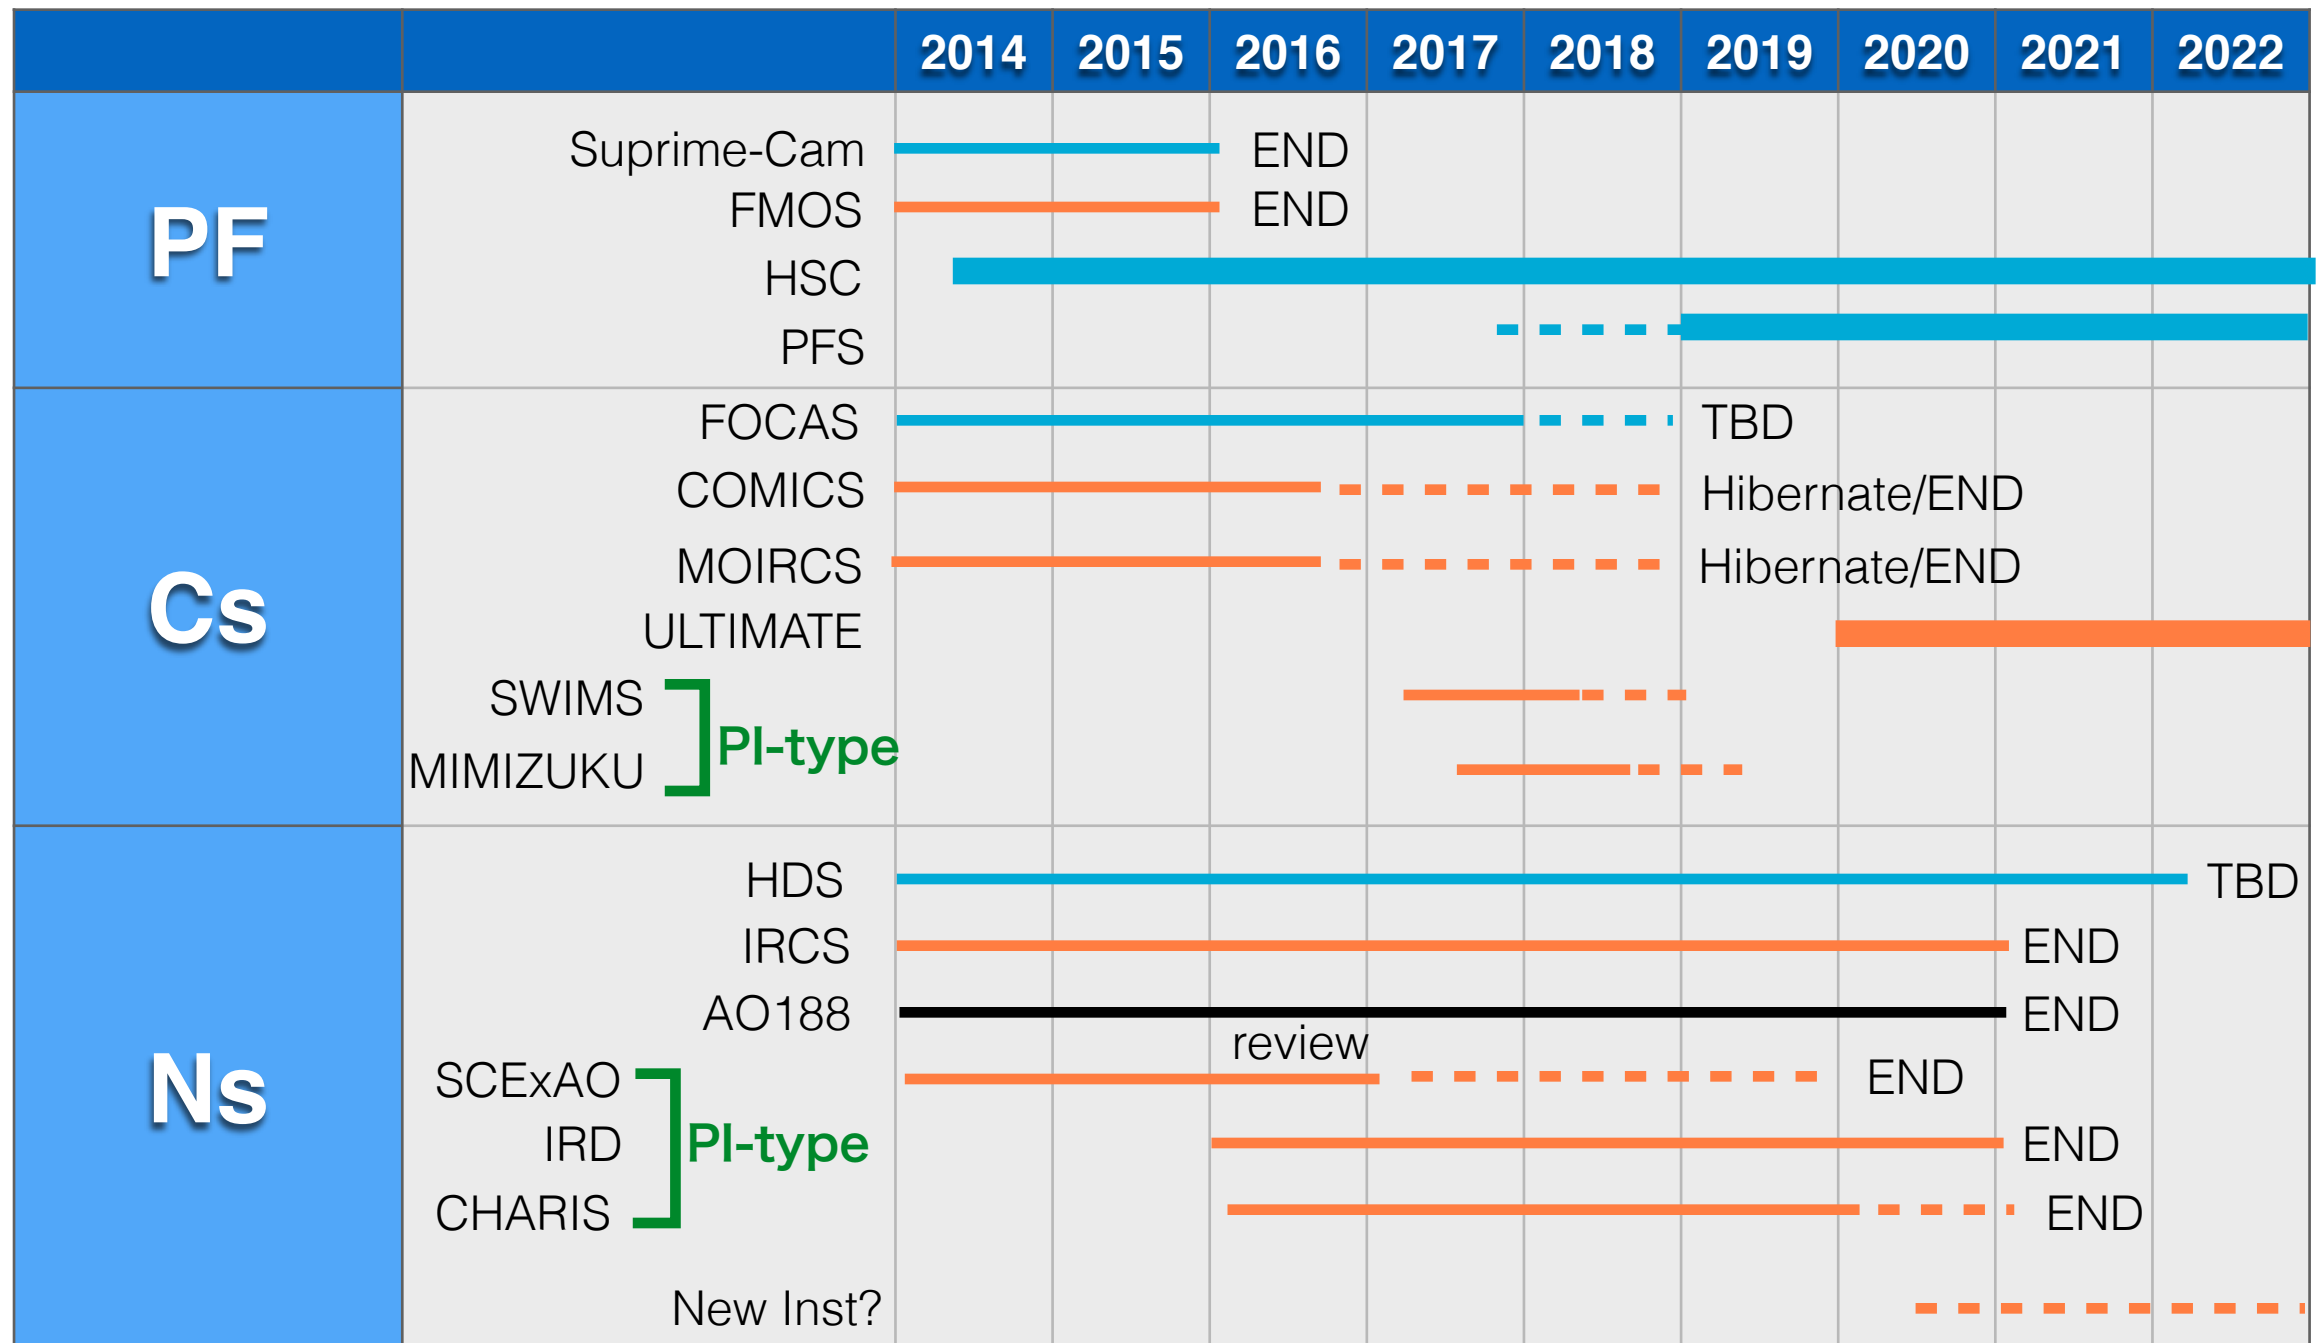 2014 2015 2016 2017 2018 2019 2020 2021 2022
PF
Suprime-Cam END
FMOS END
HSC
PFS
Cs
FOCAS TBD
COMICS Hibernate/END
MOIRCS Hibernate/END
ULTIMATE
SWIMS
PI-type
MIMIZUKU
Ns
HDS TBD
IRCS END
AO188 END
review
SCExAO END
IRD PI-type END
CHARIS END
New Inst?